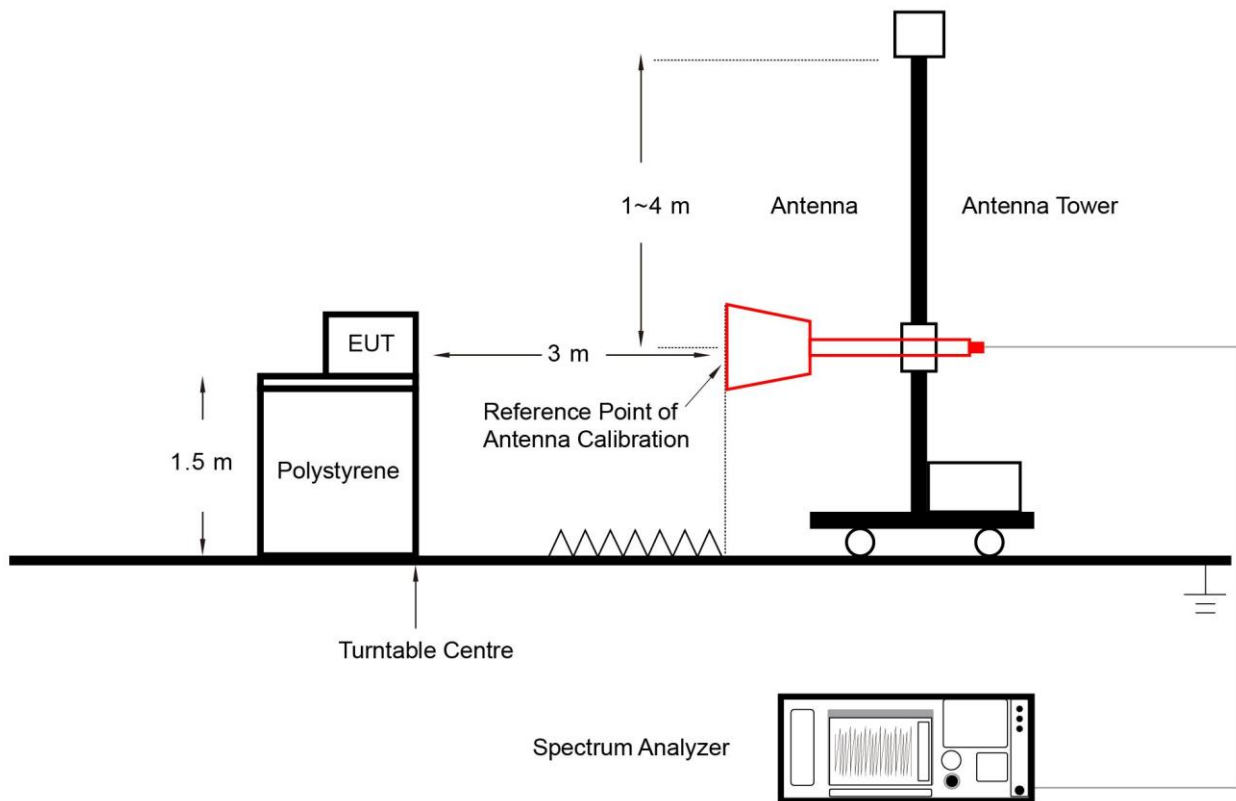 1~4 m
Antenna
Antenna Tower
EUT
3 m
Reference Point of
Antenna Calibration
1.5 m
Polystyrene
Turntable Centre
Spectrum Analyzer